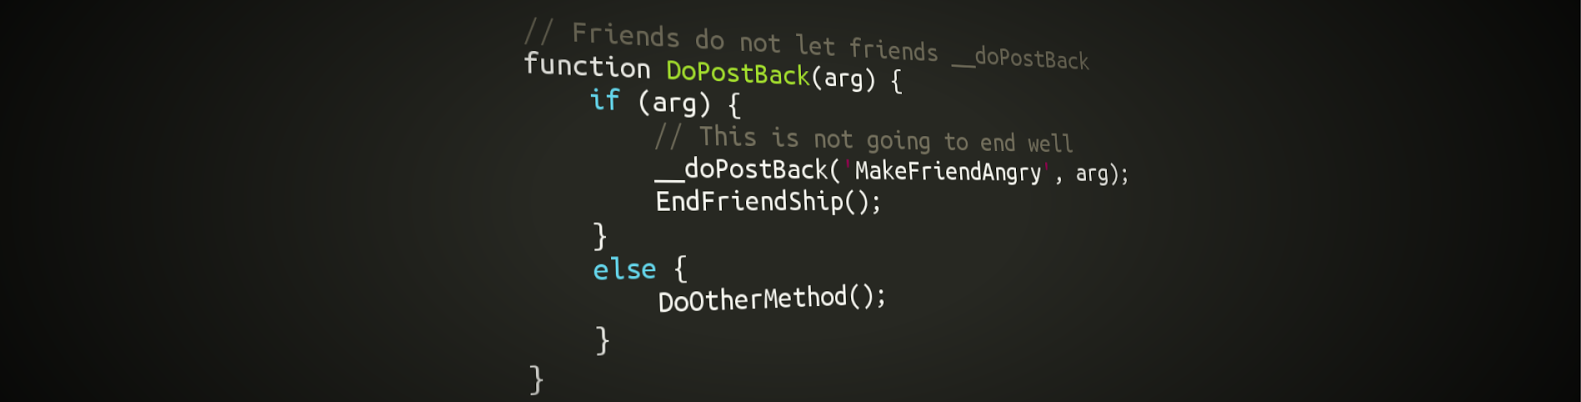 // Friends do not let friends __doPostBack
function DoPostBack(arg) {
if (arg) {
// This is not going to end well
__doPostBack('MakeFriendAngry', arg);
EndFriendShip();
}
else {
DoOtherMethod();
}
}